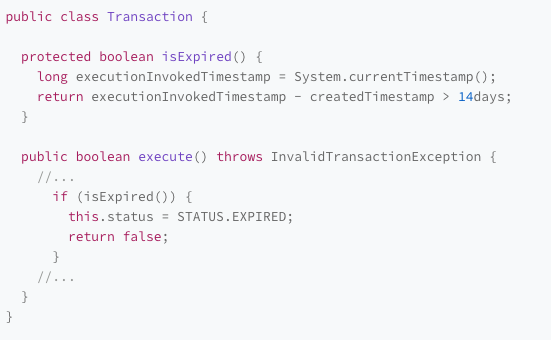 public class Transaction {
protected boolean isExpired() {
long executionInvokedTimestamp = System.currentTimestamp();
return executionInvokedTimestamp - createdTimestamp > 14days;
}
public boolean execute() throws InvalidTransactionException {
//...
if (isExpired()) {
this.status = STATUS.EXPIRED;
return false;
}
//...
}
}